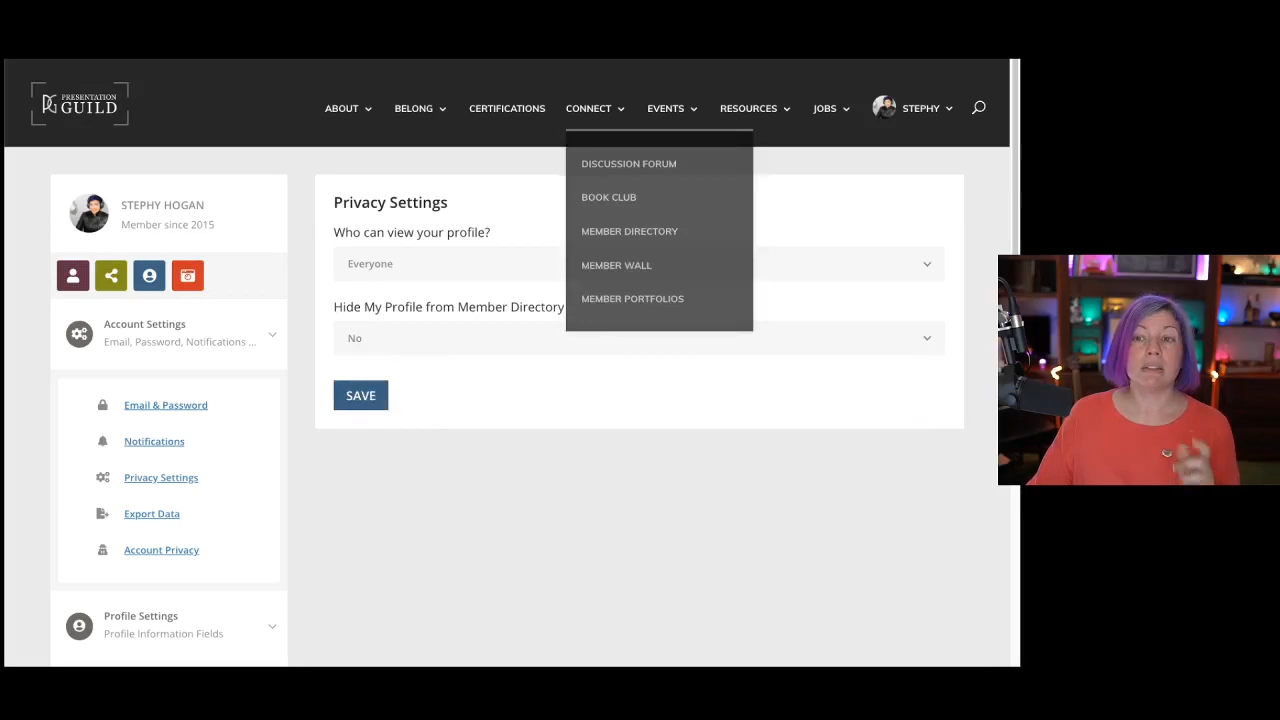 PRESENTATION
GUILD
ABOUT
BELONG
CERTIFICATIONS
CONNECT
EVENTS
RESOURCES
JOBS
STEPHY
DISCUSSION FORUM
BOOK CLUB
MEMBER DIRECTORY
MEMBER WALL
MEMBER PORTFOLIOS
STEPHY HOGAN
Member since 2015
Account Settings
Email, Password, Notifications ...
Email & Password
Notifications
Privacy Settings
Export Data
Account Privacy
Profile Settings
Profile Information Fields
Privacy Settings
Who can view your profile?
Everyone
Hide My Profile from Member Directory
No
SAVE